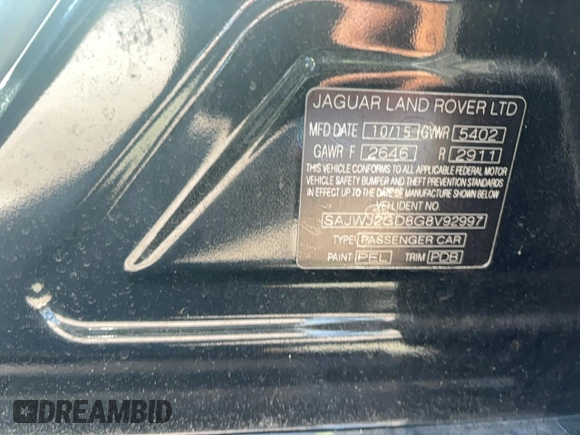 JAGUAR LAND ROVER LTD
MFD DATE 10/15 GVWR 5402
GAWR F 2646 R 2911
THIS VEHICLE CONFORMS TO ALL APPLICABLE FEDERAL MOTOR
VEHICLE SAFETY BUMPER AND THEFT PREVENTION STANDARDS
IN EFFECT UP TO THE DATE OF MANUFACTURE SHOWN BELOW
VEH IDENT NO
SAJWJ2GD8G8V92997
TYPE PASSENGER CAR
PAINT PEL TRIM PDB
DREAMBID